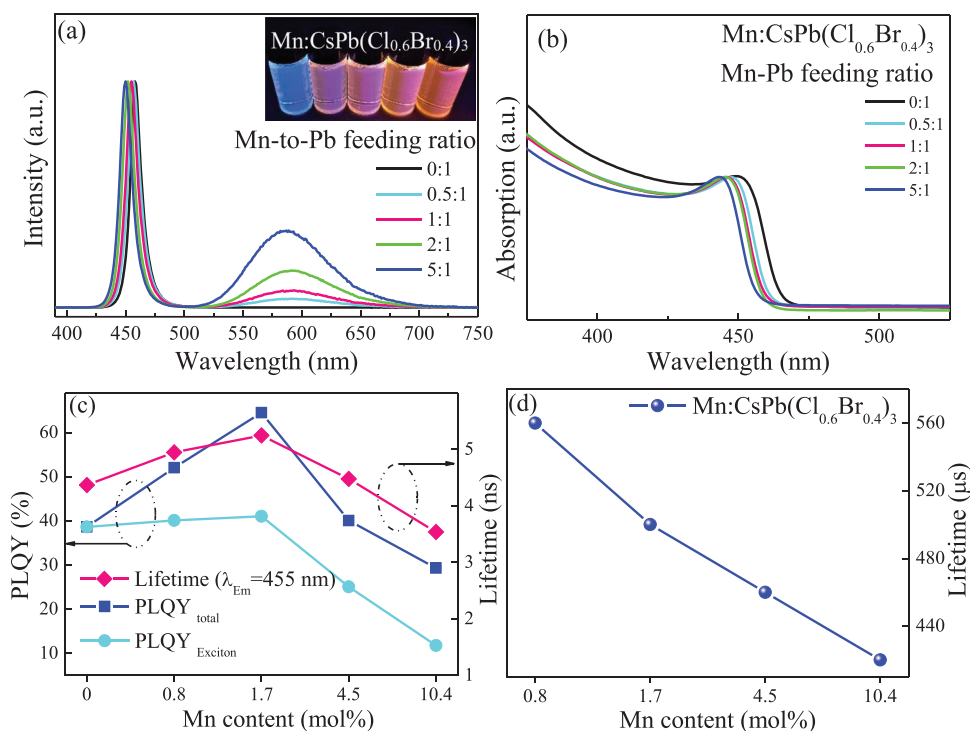 (a)
Mn:CsPb(Cl0.6Br0.4)3
Mn-to-Pb feeding ratio
0:1
0.5:1
1:1
2:1
5:1
Intensity (a.u.)
390 450 500 550 600 650 700 750
Wavelength (nm)
(b)
Mn:CsPb(Cl0.6Br0.4)3
Mn-Pb feeding ratio
0:1
0.5:1
1:1
2:1
5:1
Absorption (a.u.)
400 450 500
Wavelength (nm)
(c)
60
50
40
30
20
10
PLQY (%)
Lifetime (λEm=455 nm)
PLQY total
PLQY Exciton
5
4
3
2
1
Lifetime (ns)
0 0.8 1.7 4.5 10.4
Mn content (mol%)
(d)
Mn:CsPb(Cl0.6Br0.4)3
560
520
480
440
Lifetime (μs)
0.8 1.7 4.5 10.4
Mn content (mol%)